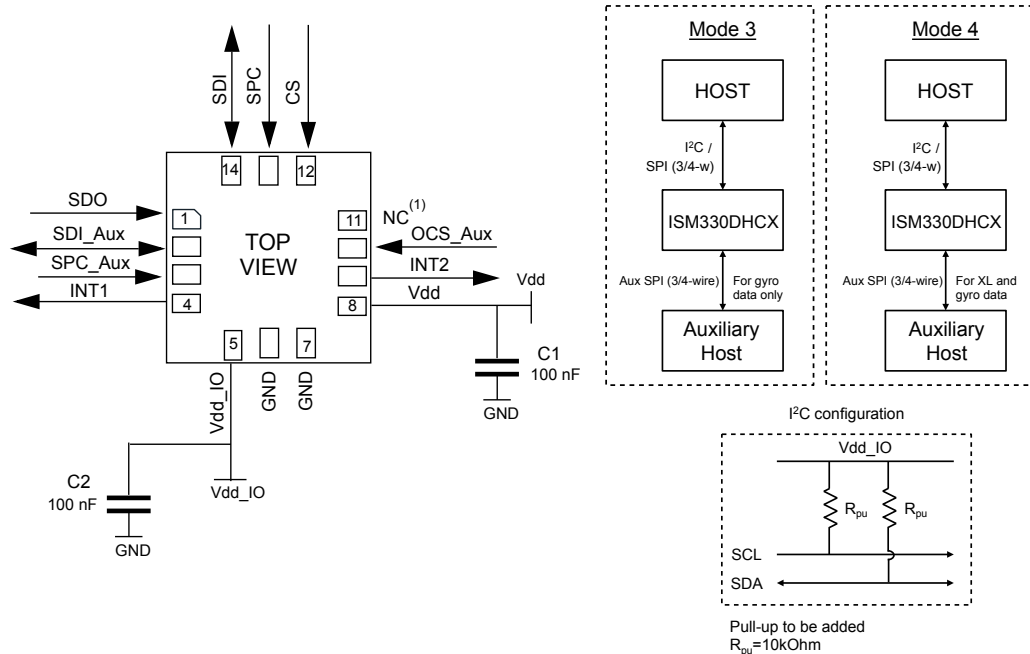 SDI
SPC
CS
14
12
SDO
1
SDI_Aux
SPC_Aux
INT1
4
TOP
VIEW
11
NC(1)
OCS_Aux
INT2
Vdd
8
Vdd
5
7
Vdd_IO
GND
GND
C1
100 nF
GND
C2
100 nF
GND
Vdd_IO
Mode 3
HOST
I²C /
SPI (3/4-w)
ISM330DHCX
Aux SPI (3/4-wire)
For gyro
data only
Auxiliary
Host
Mode 4
HOST
I²C /
SPI (3/4-w)
ISM330DHCX
Aux SPI (3/4-wire)
For XL and
gyro data
Auxiliary
Host
I²C configuration
Vdd_IO
Rpu
Rpu
SCL
SDA
Pull-up to be added
Rpu=10kOhm